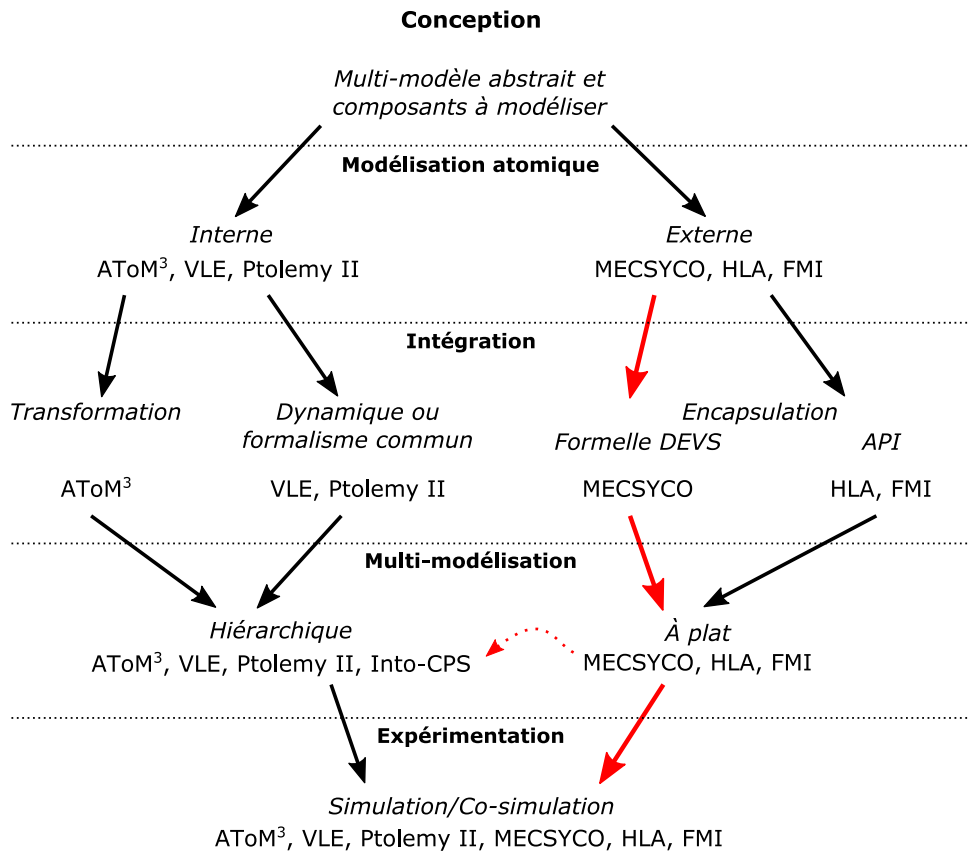 Conception
Multi-modèle abstrait et
composants à modéliser
Modélisation atomique
Interne
AToM³, VLE, Ptolemy II
Externe
MECSYCO, HLA, FMI
Intégration
Transformation
Dynamique ou
formalisme commun
Encapsulation
Formelle DEVS
API
AToM³
VLE, Ptolemy II
MECSYCO
HLA, FMI
Multi-modélisation
Hiérarchique
AToM³, VLE, Ptolemy II, Into-CPS
À plat
MECSYCO, HLA, FMI
Expérimentation
Simulation/Co-simulation
AToM³, VLE, Ptolemy II, MECSYCO, HLA, FMI